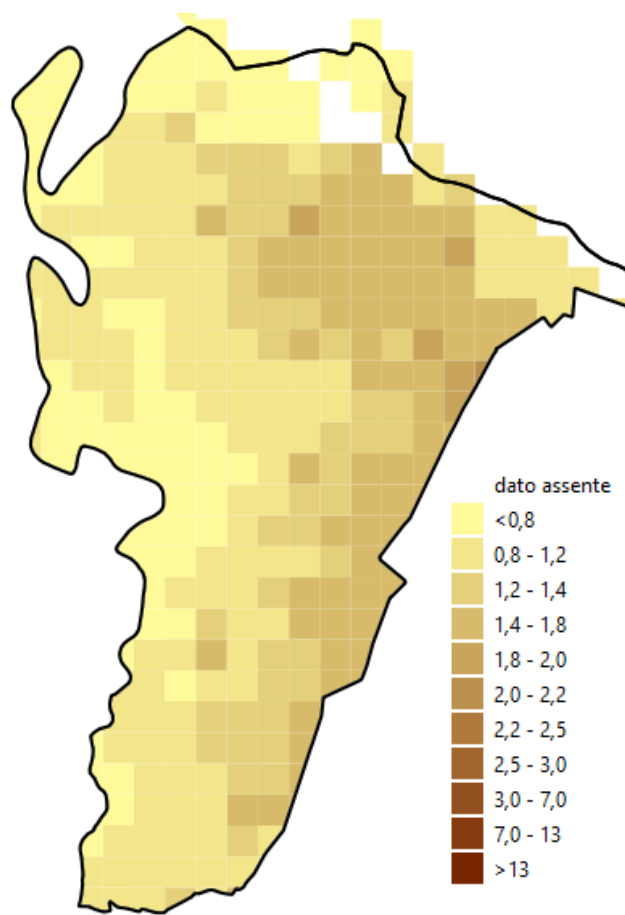 dato assente
<0,8
0,8 - 1,2
1,2 - 1,4
1,4 - 1,8
1,8 - 2,0
2,0 - 2,2
2,2 - 2,5
2,5 - 3,0
3,0 - 7,0
7,0 - 13
>13